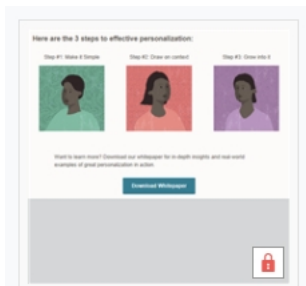 Here are the 3 steps to effective personalization:
Step #1: Make it Simple
Step #2: Draw on context
Step #3: Grow into it
Want to learn more? Download our whitepaper for in-depth insights and real-world
examples of great personalization in action.
Download Whitepaper